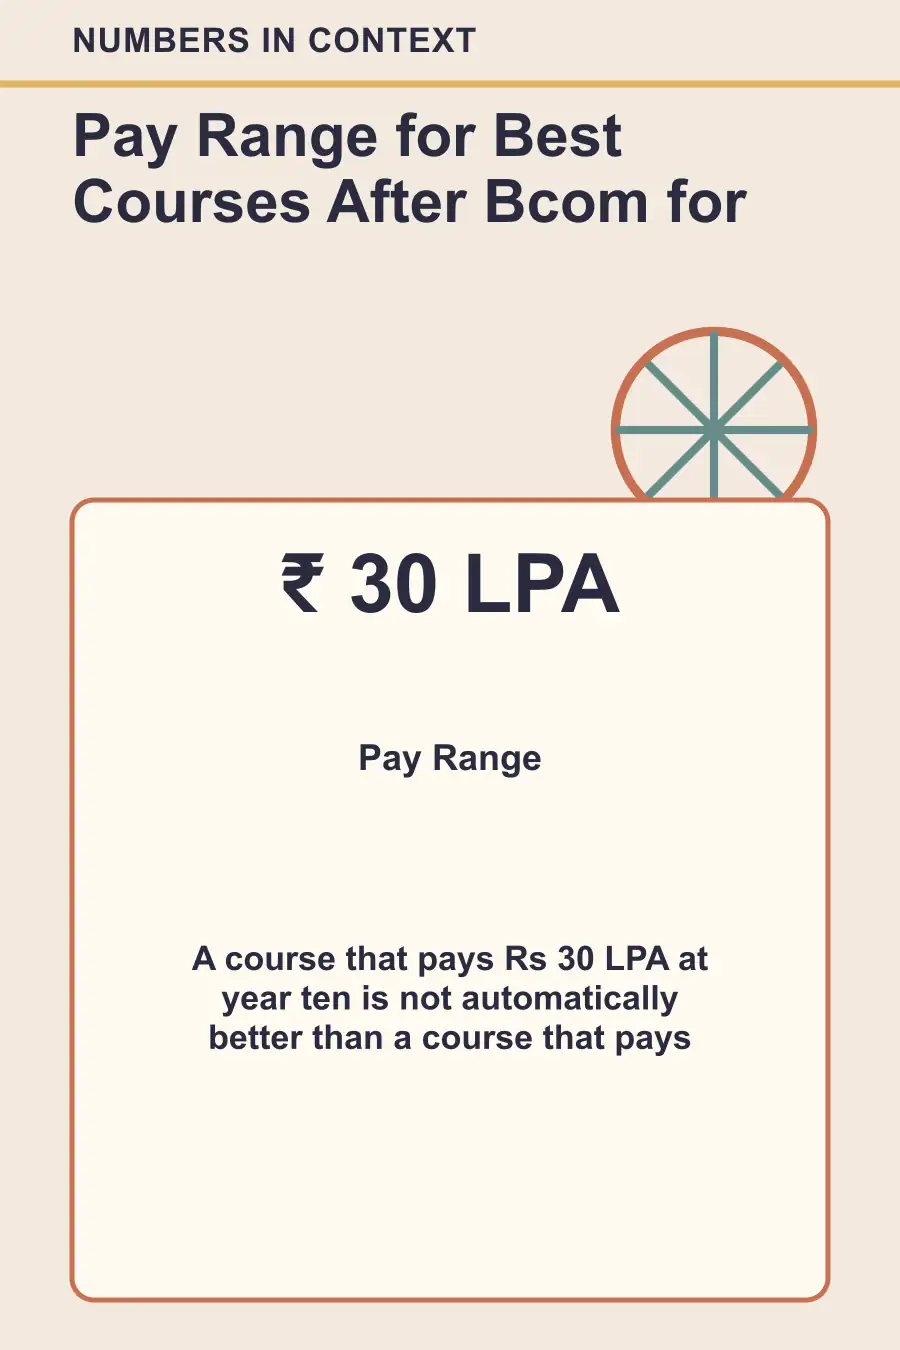 NUMBERS IN CONTEXT
Pay Range for Best
Courses After Bcom for
₹ 30 LPA
Pay Range
A course that pays Rs 30 LPA at
year ten is not automatically
better than a course that pays